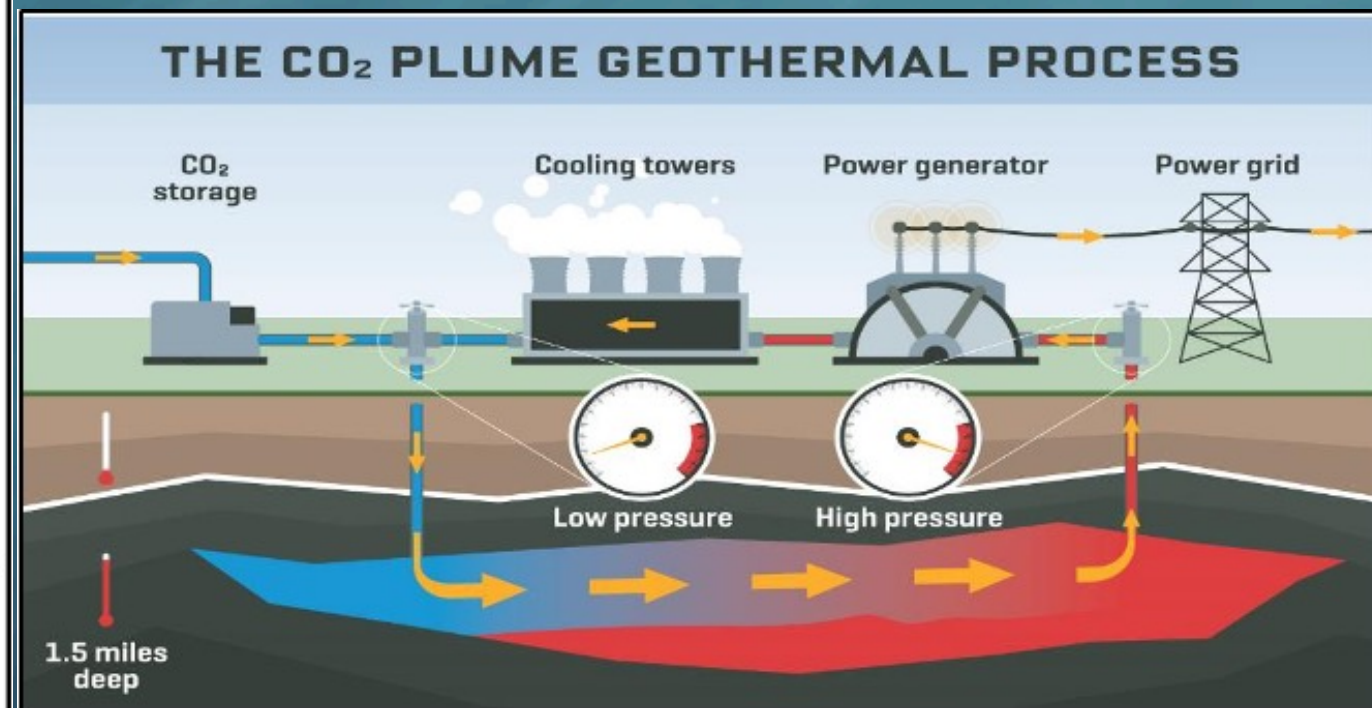 THE CO₂ PLUME GEOTHERMAL PROCESS
CO₂
storage
Cooling towers
Power generator
Power grid
Low pressure
High pressure
1.5 miles
deep